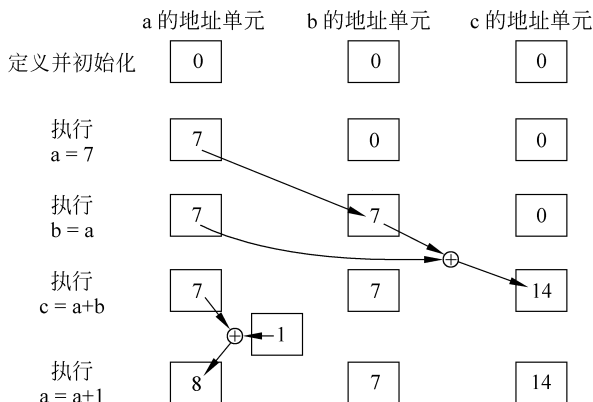 a 的地址单元 b 的地址单元 c 的地址单元
定义并初始化 0 0 0
执行
a = 7
7 0 0
执行
b = a
7 7 0
⊕
执行
c = a+b
7 7 14
⊕ 1
执行
a = a+1
8 7 14